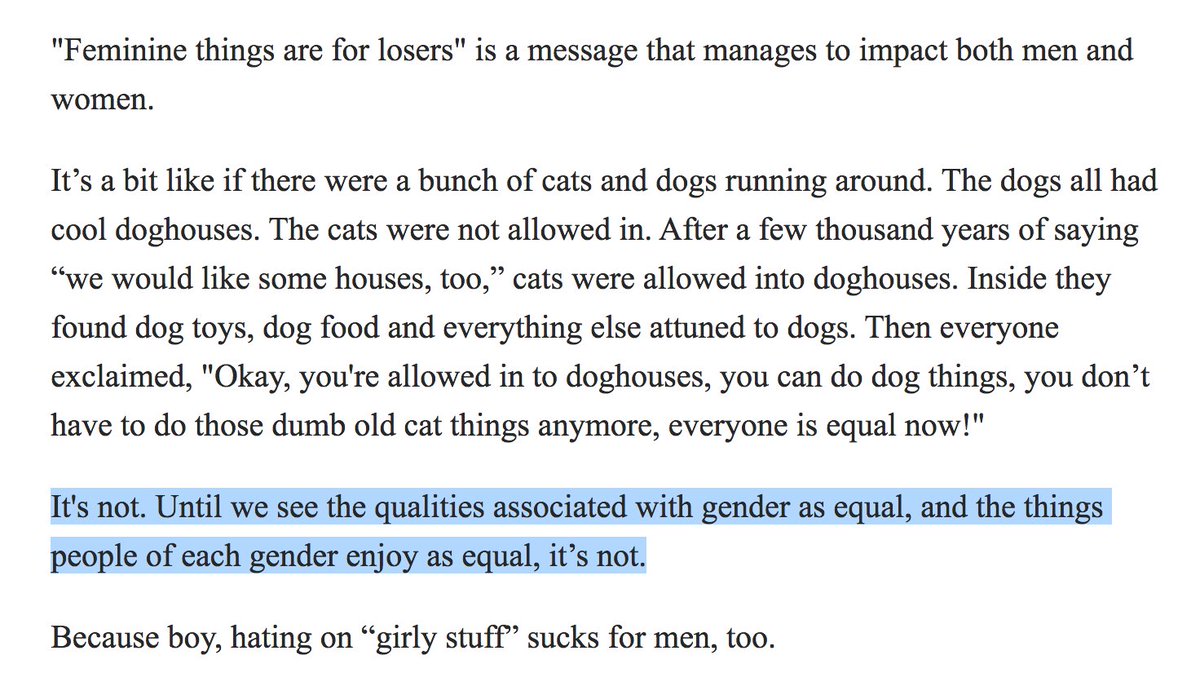 "Feminine things are for losers" is a message that manages to impact both men and
women.
It’s a bit like if there were a bunch of cats and dogs running around. The dogs all had
cool doghouses. The cats were not allowed in. After a few thousand years of saying
“we would like some houses, too,” cats were allowed into doghouses. Inside they
found dog toys, dog food and everything else attuned to dogs. Then everyone
exclaimed, "Okay, you're allowed in to doghouses, you can do dog things, you don’t
have to do those dumb old cat things anymore, everyone is equal now!"
It's not. Until we see the qualities associated with gender as equal, and the things
people of each gender enjoy as equal, it’s not.
Because boy, hating on “girly stuff” sucks for men, too.